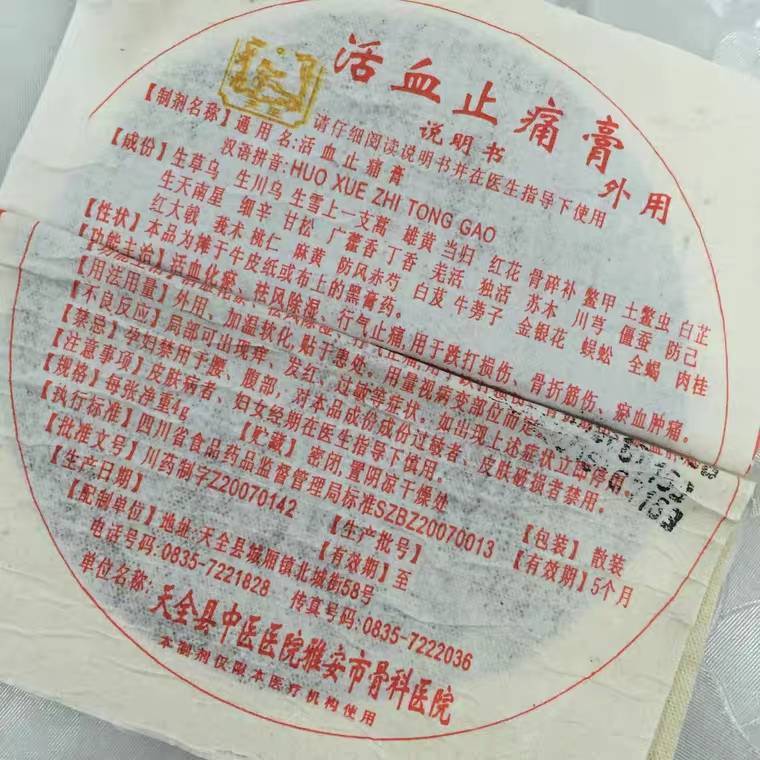 活血止痛膏
说明书
外用
请仔细阅读说明书并在医生指导下使用
【制剂名称】通用名:活血止痛膏
汉语拼音:HUO XUE ZHI TONG GAO
【成份】生草乌 生川乌 生雪上一支蒿 雄黄 当归 红花 骨碎补 鳖甲 土鳖虫 白芷
生天南星 细辛 甘松 广藿香 丁香 羌活 独活 苏木 川芎 僵蚕 防己
红大戟 莪术 桃仁 麻黄 防风 赤芍 白芨 牛蒡子 金银花 蜈蚣 全蝎 肉桂
【性状】本品为摊于牛皮纸或布上的黑膏药。
【功能主治】活血化瘀,祛风除湿,行气止痛,用于跌打损伤、骨折筋伤、瘀血肿痛。
【用法用量】外用,加温软化,贴于患处,用量视病变部位而定
【不良反应】局部可出现痒、发红、过敏等症状。如出现上述症状立即停用。
【禁忌】孕妇禁用于腰、腹部,对本品成份成份过敏者、皮肤破损者禁用。
【注意事项】皮肤病者、妇女经期在医生指导下慎用。
【规格】每张净重4g 【贮藏】密闭,置阴凉干燥处
【执行标准】四川省食品药品监督管理局标准SZBZ20070013 【包装】散装
【批准文号】川药制字Z20070142 【生产批号】 【有效期】5个月
【生产日期】 【有效期】至
【配制单位】地址:天全县城厢镇北城街58号
电话号码:0835-7221828 传真号码:0835-7222036
单位名称:天全县中医医院雅安市骨科医院
本制剂仅限本医疗机构使用